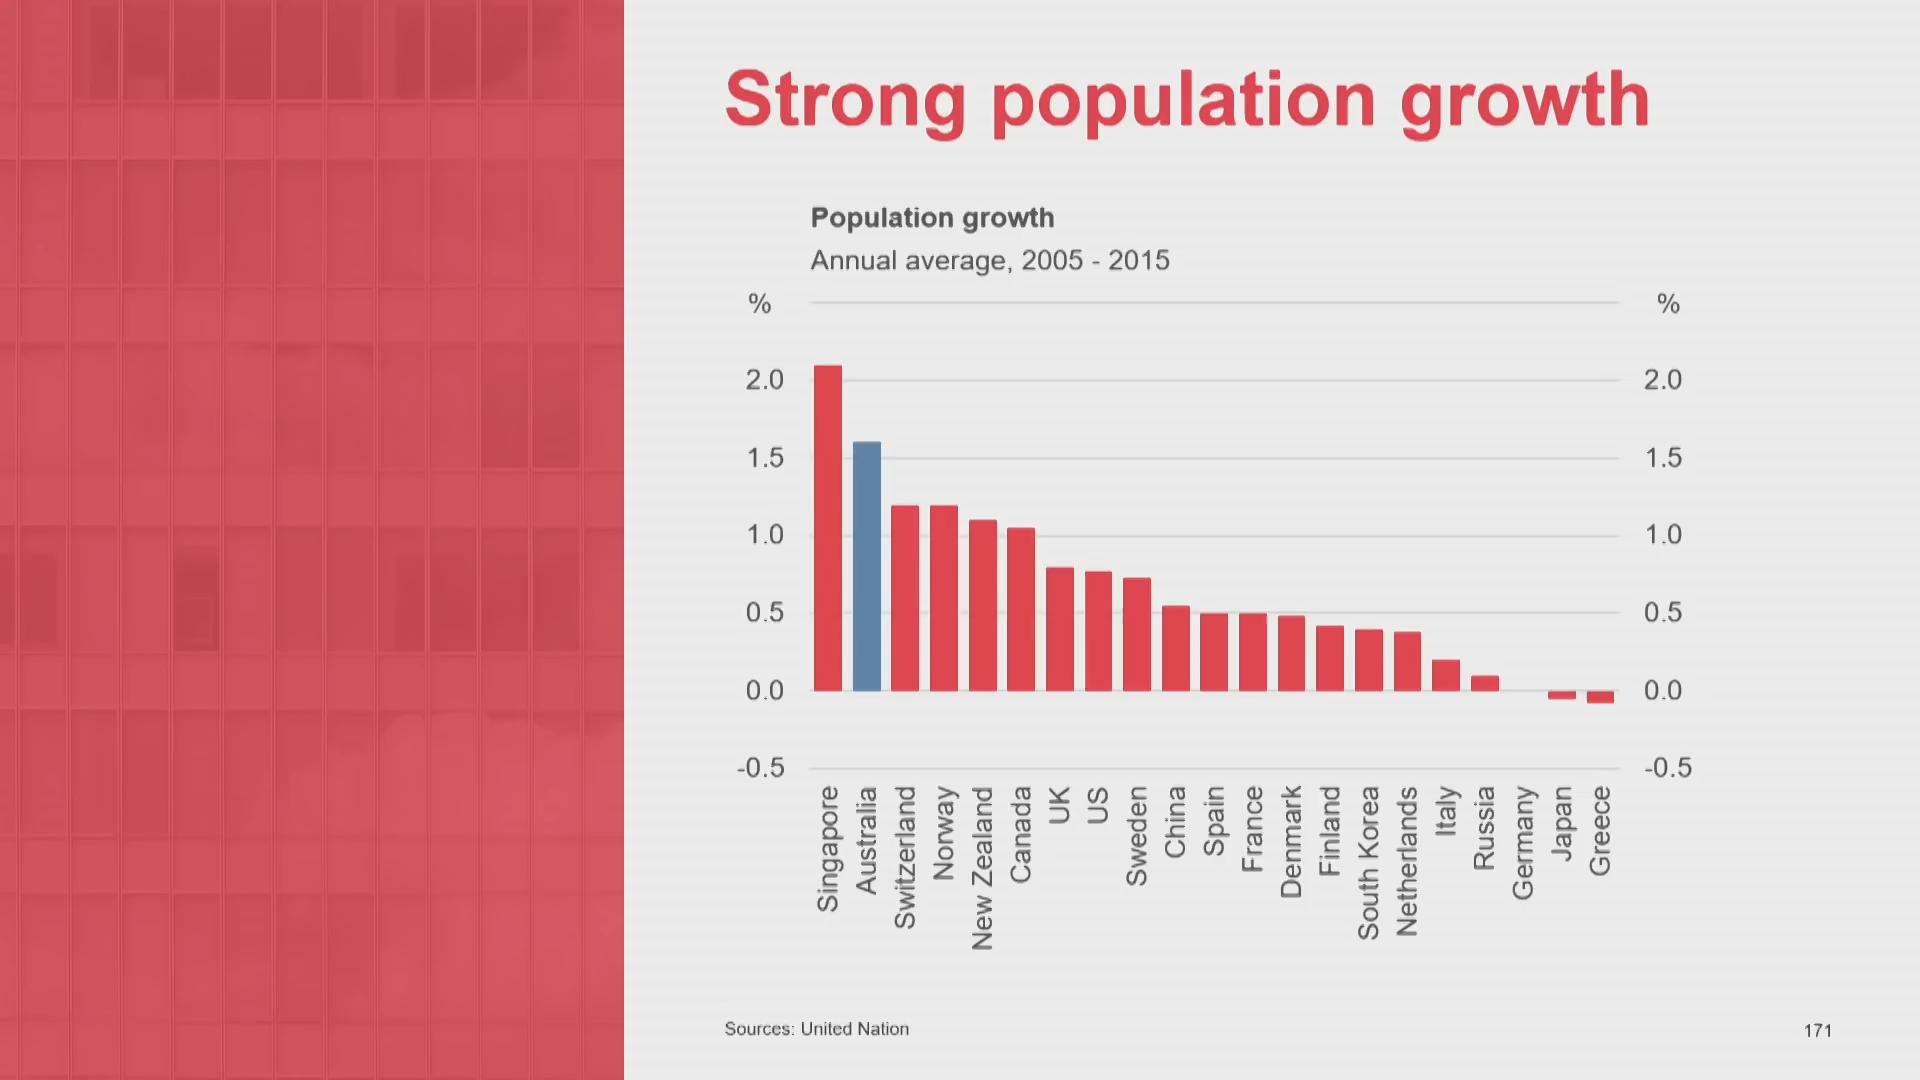 Strong population growth
Population growth
Annual average, 2005 - 2015
% %
2.0 2.0
1.5 1.5
1.0 1.0
0.5 0.5
0.0 0.0
-0.5 -0.5
Singapore
Australia
Switzerland
Norway
New Zealand
Canada
UK
US
Sweden
China
Spain
France
Denmark
Finland
South Korea
Netherlands
Italy
Russia
Germany
Japan
Greece
Sources: United Nation
171